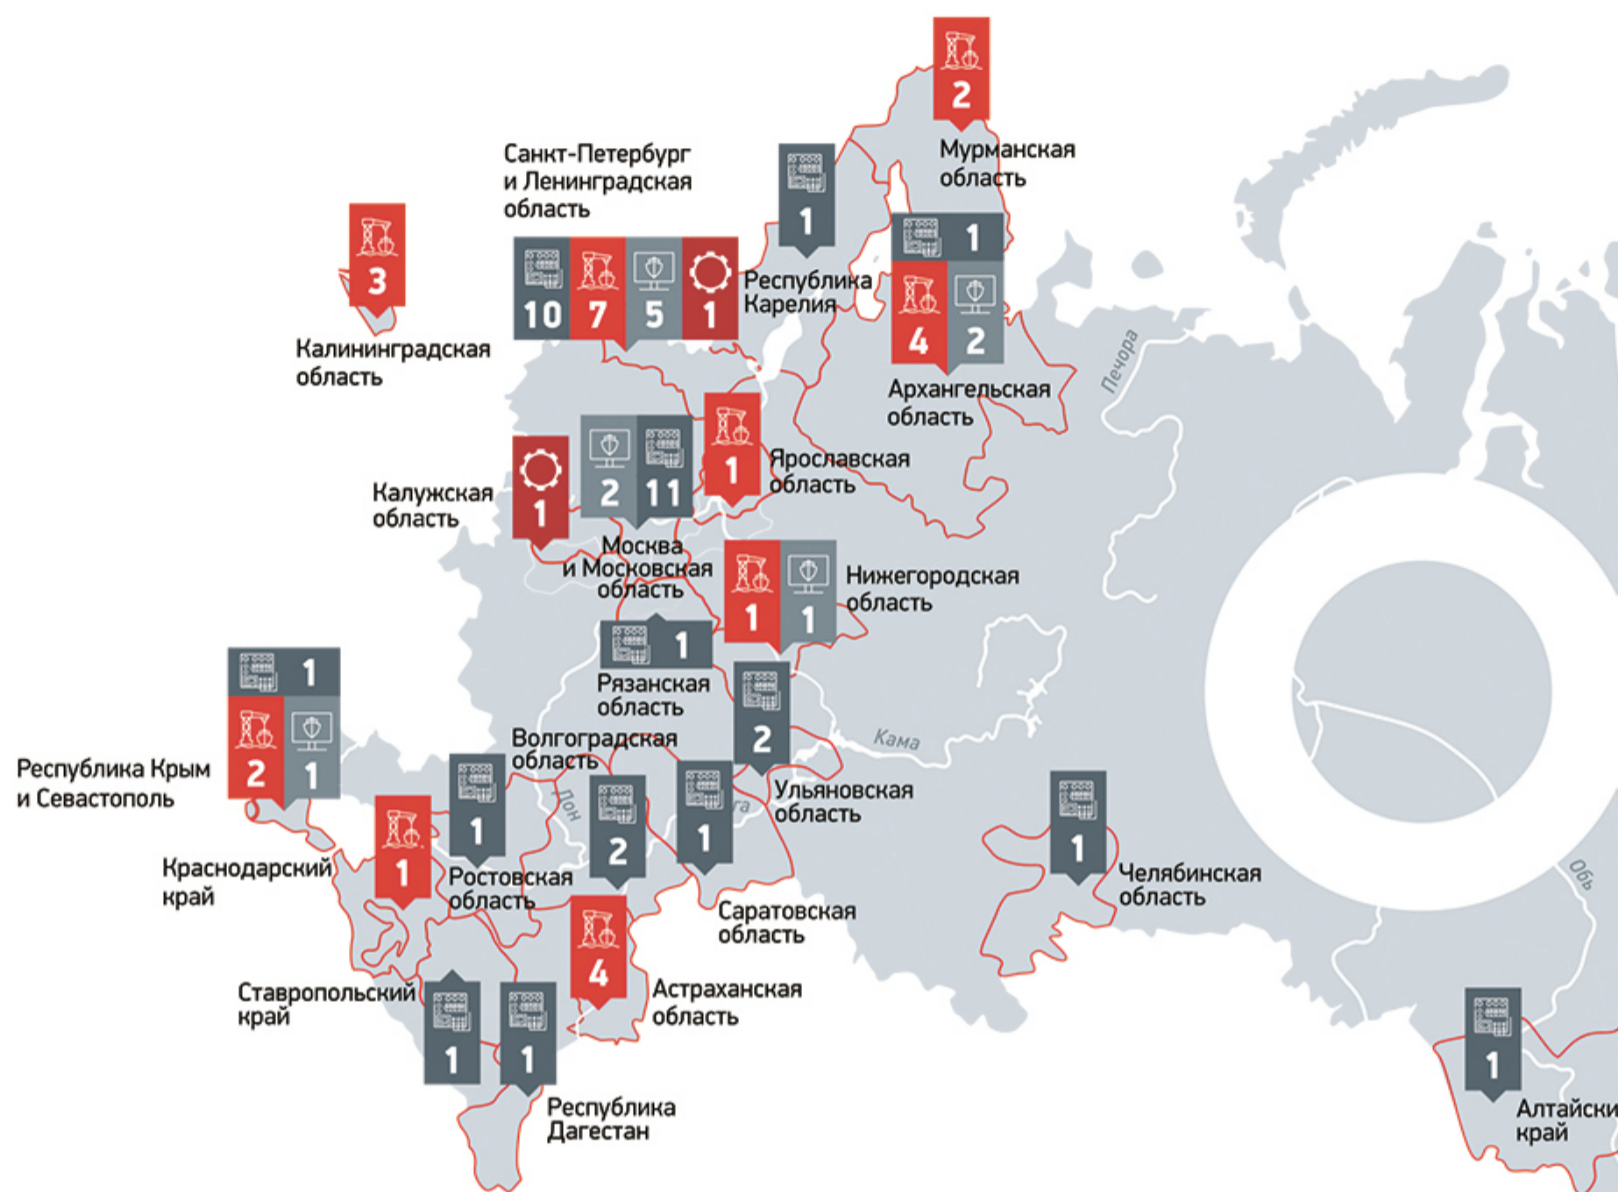 2
Мурманская
область
Санкт-Петербург
и Ленинградская
область
10 7 5 1
1
Республика
Карелия
1
4 2
Архангельская
область
3
Калининградская
область
Печора
1
Ярославская
область
1
Калужская
область
2 11
Москва
и Московская
область
1 1
Нижегородская
область
1
Рязанская
область
1
2 1
Республика Крым
и Севастополь
2
Ульяновская
область
Кама
Волгоградская
область
2
Дон
га
1
Ростовская
область
1
Саратовская
область
1
Краснодарский
край
1
Челябинская
область
Обь
4
Астраханская
область
Ставропольский
край
1
1
Республика
Дагестан
1
Алтайски
край